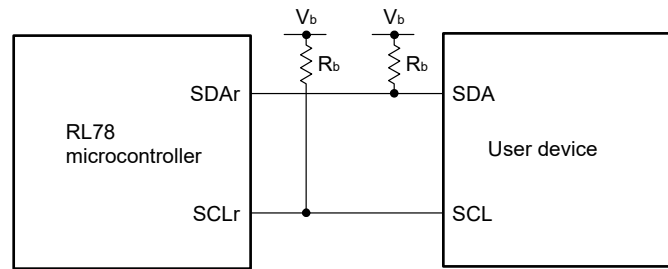 Vb Vb
Rb Rb
SDAr SDA
RL78
microcontroller
User device
SCLr SCL